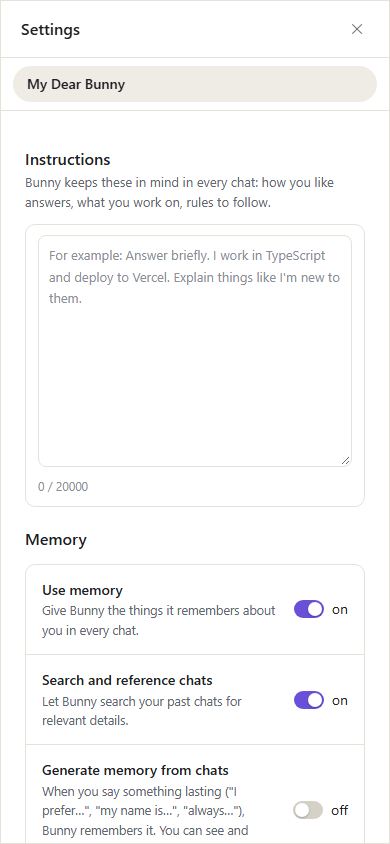 Settings
My Dear Bunny
Instructions
Bunny keeps these in mind in every chat: how you like
answers, what you work on, rules to follow.
For example: Answer briefly. I work in TypeScript
and deploy to Vercel. Explain things like I'm new to
them.
0 / 20000
Memory
Use memory
Give Bunny the things it remembers about
you in every chat.
on
Search and reference chats
Let Bunny search your past chats for
relevant details.
on
Generate memory from chats
When you say something lasting ("I
prefer...", "my name is...", "always..."),
Bunny remembers it. You can see and
off